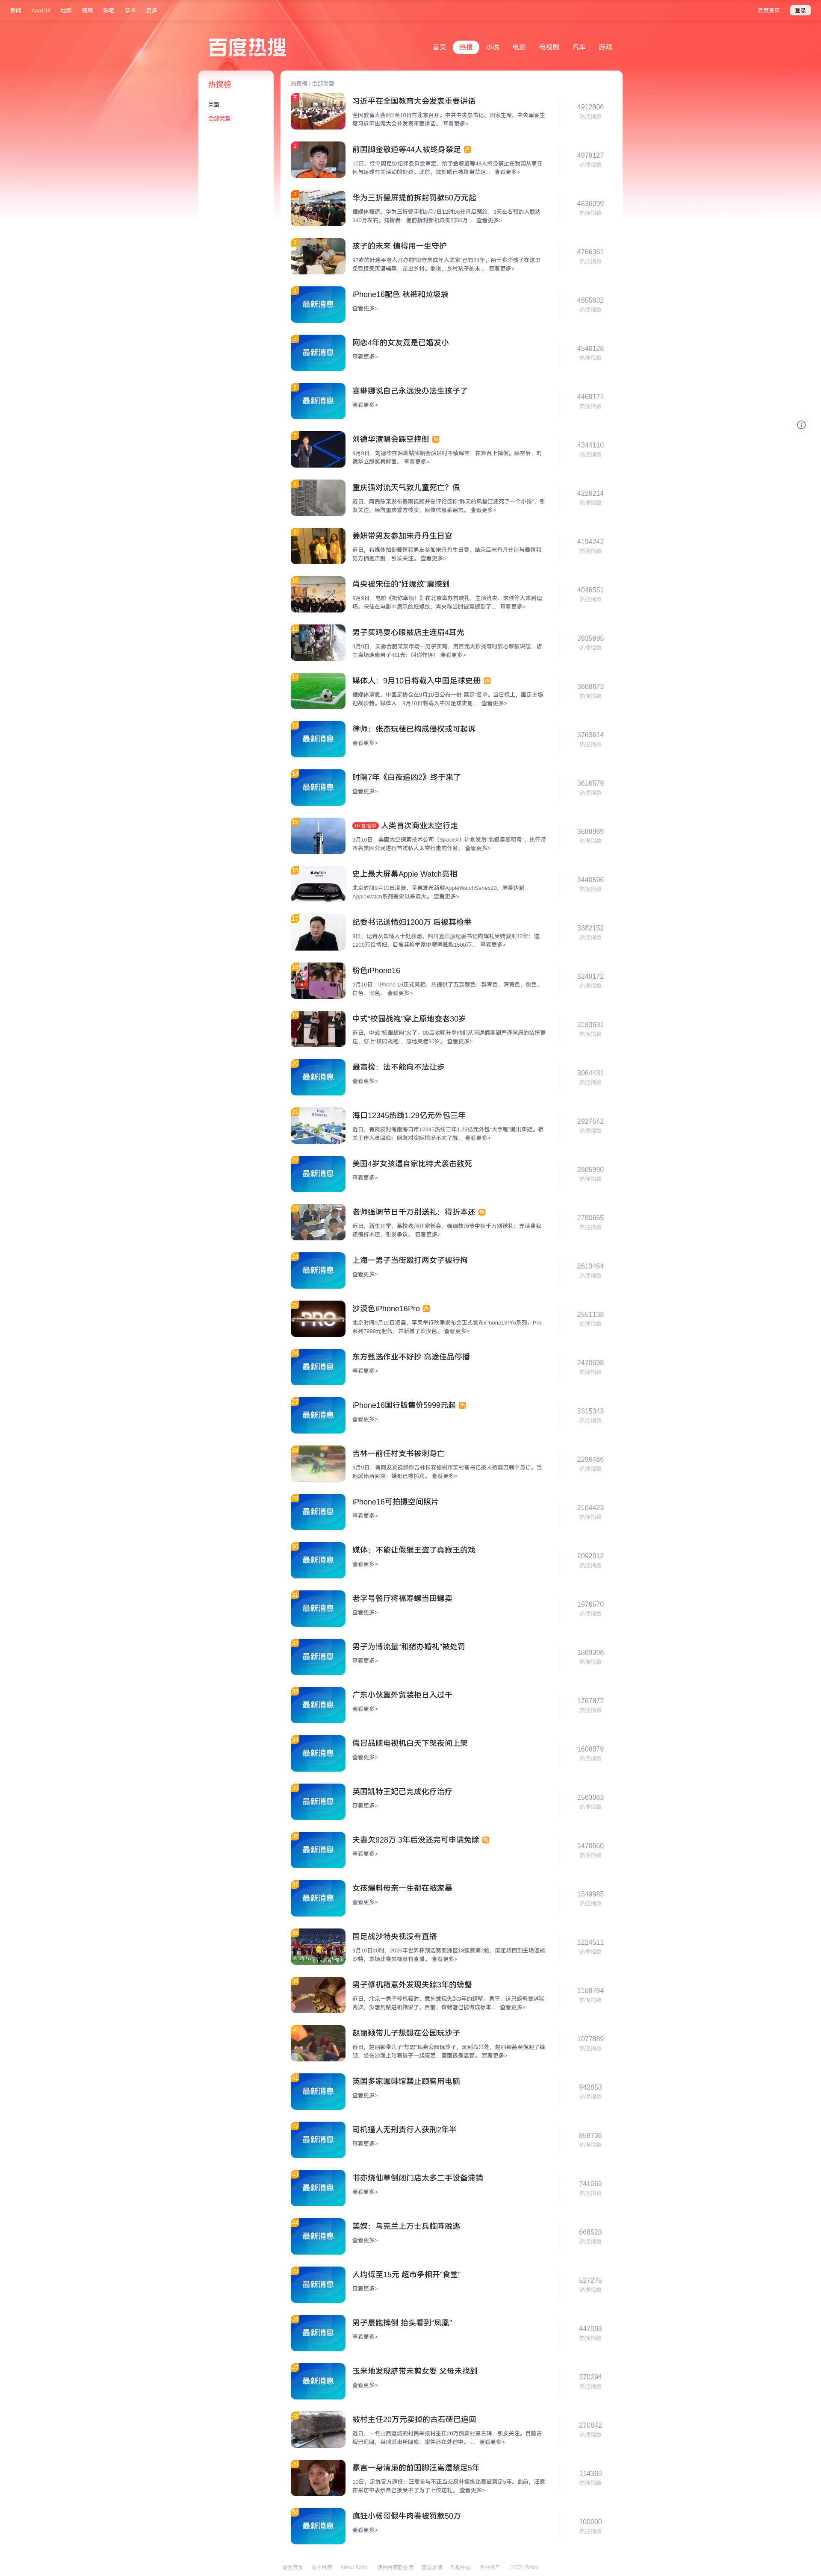 新闻 hao123 地图 视频 贴吧 学术 更多 百度首页 登录
百度热搜 首页 热搜 小说 电影 电视剧 汽车 游戏
热搜榜
类型
全部类型
热搜榜 / 全部类型
习近平在全国教育大会发表重要讲话
全国教育大会9日至10日在北京召开。中共中央总书记、国家主席、中央军委主
席习近平出席大会并发表重要讲话。 查看更多>
4912806
热搜指数
1
前国脚金敬道等44人被终身禁足 热
10日，经中国足协纪律委员会审定，给予金敬道等43人终身禁止在我国从事任
何与足球有关活动的处罚。此前，沈刘曦已被终身禁足... 查看更多>
4979127
热搜指数
2
华为三折叠屏提前拆封罚款50万元起
据媒体报道，华为三折叠手机9月7日12时08分开启预约，3天左右预约人数达
340万左右。知情者：提前拆封新机最低罚50万... 查看更多>
4836099
热搜指数
3
孩子的未来 值得用一生守护
97岁的叶连平老人开办的“留守未成年人之家”已有24年，两千多个孩子在这里
免费接受英语辅导，走出乡村。他说，乡村孩子的未... 查看更多>
4766361
热搜指数
4
最新消息
iPhone16配色 秋裤和垃圾袋
查看更多>
4655632
热搜指数
5
最新消息
网恋4年的女友竟是已婚发小
查看更多>
4546128
热搜指数
6
最新消息
赛琳娜说自己永远没办法生孩子了
查看更多>
4469171
热搜指数
7
刘德华演唱会踩空摔倒 热
9月9日，刘德华在深圳站演唱会演唱时不慎踩空，在舞台上摔倒。踩空后，刘
德华立即笑着解围。 查看更多>
4344110
热搜指数
8
重庆强对流天气致儿童死亡？假
近日，网民陈某发布暴雨视频并在评论区称“昨天的风垫江还死了一个小孩”，引
发关注。经向重庆警方核实，网传信息系谣言。 查看更多>
4226214
热搜指数
9
姜妍带男友参加宋丹丹生日宴
近日，有媒体拍到姜妍和男友参加宋丹丹生日宴，结束后宋丹丹分别与姜妍和
男方拥抱告别，引发关注。 查看更多>
4194242
热搜指数
10
肖央被宋佳的“妊娠纹”震撼到
9月9日，电影《祝你幸福！》在北京举办首映礼，主演肖央、宋佳等人来到现
场。宋佳在电影中展示的妊娠纹，肖央称当时被震撼到了... 查看更多>
4046551
热搜指数
11
男子买鸡耍心眼被店主连扇4耳光
9月9日，安徽合肥某菜市场一男子买鸡，用百元大钞找零时耍心眼被识破，店
主当场连扇男子4耳光：叫你作怪！ 查看更多>
3935695
热搜指数
12
媒体人：9月10日将载入中国足球史册 热
据媒体消息，中国足协会在9月10日公布一份“禁足”名单。当日晚上，国足主场
迎战沙特。媒体人：9月10日将载入中国足球史册... 查看更多>
3868673
热搜指数
13
最新消息
律师：张杰玩梗已构成侵权或可起诉
查看更多>
3763614
热搜指数
14
最新消息
时隔7年《白夜追凶2》终于来了
查看更多>
3616579
热搜指数
15
直播中 人类首次商业太空行走
9月10日，美国太空探索技术公司（SpaceX）计划发射“北极星黎明号”，执行带
四名美国公民进行首次私人太空行走的任务。 查看更多>
3588969
热搜指数
16
WATCH
史上最大屏幕Apple Watch亮相
北京时间9月10日凌晨，苹果发布新款AppleWatchSeries10，屏幕达到
AppleWatch系列有史以来最大。 查看更多>
3440596
热搜指数
17
纪委书记送情妇1200万 后被其检举
9日，记者从知情人士处获悉，四川宜宾原纪委书记向辉礼受贿获刑12年：送
1200万给情妇，后被其检举家中藏匿赃款1500万... 查看更多>
3382152
热搜指数
18
粉色iPhone16
9月10日，iPhone 16正式亮相，共提供了五款颜色：群青色、深青色、粉色、
白色、黑色。 查看更多>
3249172
热搜指数
19
中式“校园战袍”穿上原地变老30岁
近日，中式“校园战袍”火了。00后教师分享他们从闲适假期到严谨学府的装扮更
迭，穿上“校园战袍”，原地变老30岁。 查看更多>
3183631
热搜指数
20
最新消息
最高检：法不能向不法让步
查看更多>
3064431
热搜指数
21
海口12345热线1.29亿元外包三年
近日，有网友对海南海口市12345热线三年1.29亿元外包“大手笔”提出质疑。相
关工作人员回应：网友对实际情况不太了解。 查看更多>
2927542
热搜指数
22
最新消息
美国4岁女孩遭自家比特犬袭击致死
查看更多>
2865990
热搜指数
23
老师强调节日千万别送礼：得折本还 热
近日，新生开学，某校老师开家长会，强调教师节中秋千万别送礼：充话费我
还得折本还，引发争议。 查看更多>
2780665
热搜指数
24
最新消息
上海一男子当街殴打两女子被行拘
查看更多>
2613464
热搜指数
25
PRO
沙漠色iPhone16Pro 热
北京时间9月10日凌晨，苹果举行秋季发布会正式发布iPhone16Pro系列。Pro
系列7999元起售，并新增了沙漠色。 查看更多>
2551138
热搜指数
26
最新消息
东方甄选作业不好抄 高途佳品停播
查看更多>
2470698
热搜指数
27
最新消息
iPhone16国行版售价5999元起 热
查看更多>
2315343
热搜指数
28
吉林一前任村支书被刺身亡
9月9日，有网友发视频称吉林长春榆树市某村前书记被人持剪刀刺中身亡。当
地派出所回应：嫌犯已被抓获。 查看更多>
2296466
热搜指数
29
最新消息
iPhone16可拍摄空间照片
查看更多>
2104423
热搜指数
30
最新消息
媒体：不能让假猴王盗了真猴王的戏
查看更多>
2092012
热搜指数
31
最新消息
老字号餐厅将福寿螺当田螺卖
查看更多>
1976570
热搜指数
32
最新消息
男子为博流量“和猪办婚礼”被处罚
查看更多>
1869396
热搜指数
33
最新消息
广东小伙靠外贸装柜日入过千
查看更多>
1767877
热搜指数
34
最新消息
假冒品牌电视机白天下架夜间上架
查看更多>
1608879
热搜指数
35
最新消息
英国凯特王妃已完成化疗治疗
查看更多>
1563063
热搜指数
36
最新消息
夫妻欠928万 3年后没还完可申请免除 热
查看更多>
1478660
热搜指数
37
最新消息
女孩爆料母亲一生都在被家暴
查看更多>
1349985
热搜指数
38
国足战沙特央视没有直播
9月10日20时，2026年世界杯预选赛亚洲区18强赛第2轮，国足将回到主场迎战
沙特，本场比赛央视没有直播。 查看更多>
1224511
热搜指数
39
男子修机箱意外发现失踪3年的螃蟹
近日，北京一男子修机箱时，意外发现失踪3年的螃蟹。男子：这只螃蟹曾越狱
两次，没想到钻进机箱里了。目前，该螃蟹已被做成标本... 查看更多>
1168784
热搜指数
40
赵丽颖带儿子想想在公园玩沙子
近日，赵丽颖带儿子“想想”现身公园玩沙子，玩到高兴处，赵丽颖甚至挽起了裤
腿，坐在沙滩上陪着孩子一起玩耍，画面很是温馨。 查看更多>
1077889
热搜指数
41
最新消息
英国多家咖啡馆禁止顾客用电脑
查看更多>
942853
热搜指数
42
最新消息
司机撞人无刑责行人获刑2年半
查看更多>
858736
热搜指数
43
最新消息
书亦烧仙草倒闭门店太多二手设备滞销
查看更多>
741069
热搜指数
44
最新消息
美媒：乌克兰上万士兵临阵脱逃
查看更多>
668523
热搜指数
45
最新消息
人均低至15元 超市争相开“食堂”
查看更多>
527275
热搜指数
46
最新消息
男子晨跑摔倒 抬头看到“凤凰”
查看更多>
447093
热搜指数
47
最新消息
玉米地发现脐带未剪女婴 父母未找到
查看更多>
370294
热搜指数
48
被村主任20万元卖掉的古石碑已追回
近日，一名山西运城的村民举报村主任20万倒卖村里古碑，引发关注。目前古
碑已追回，当地派出所回应：案件还在处理中。... 查看更多>
270842
热搜指数
49
豪言一身清廉的前国脚汪嵩遭禁足5年
10日，足协官方通报：汪嵩参与不正当交易并操纵比赛被禁足5年。此前，汪嵩
在采访中表示自己接受不了为了上位送礼。 查看更多>
114369
热搜指数
50
最新消息
疯狂小杨哥假牛肉卷被罚款50万
查看更多>
100000
热搜指数
设为首页 关于百度 About Baidu 使用百度前必读 意见反馈 帮助中心 企业推广 ©2021 Baidu